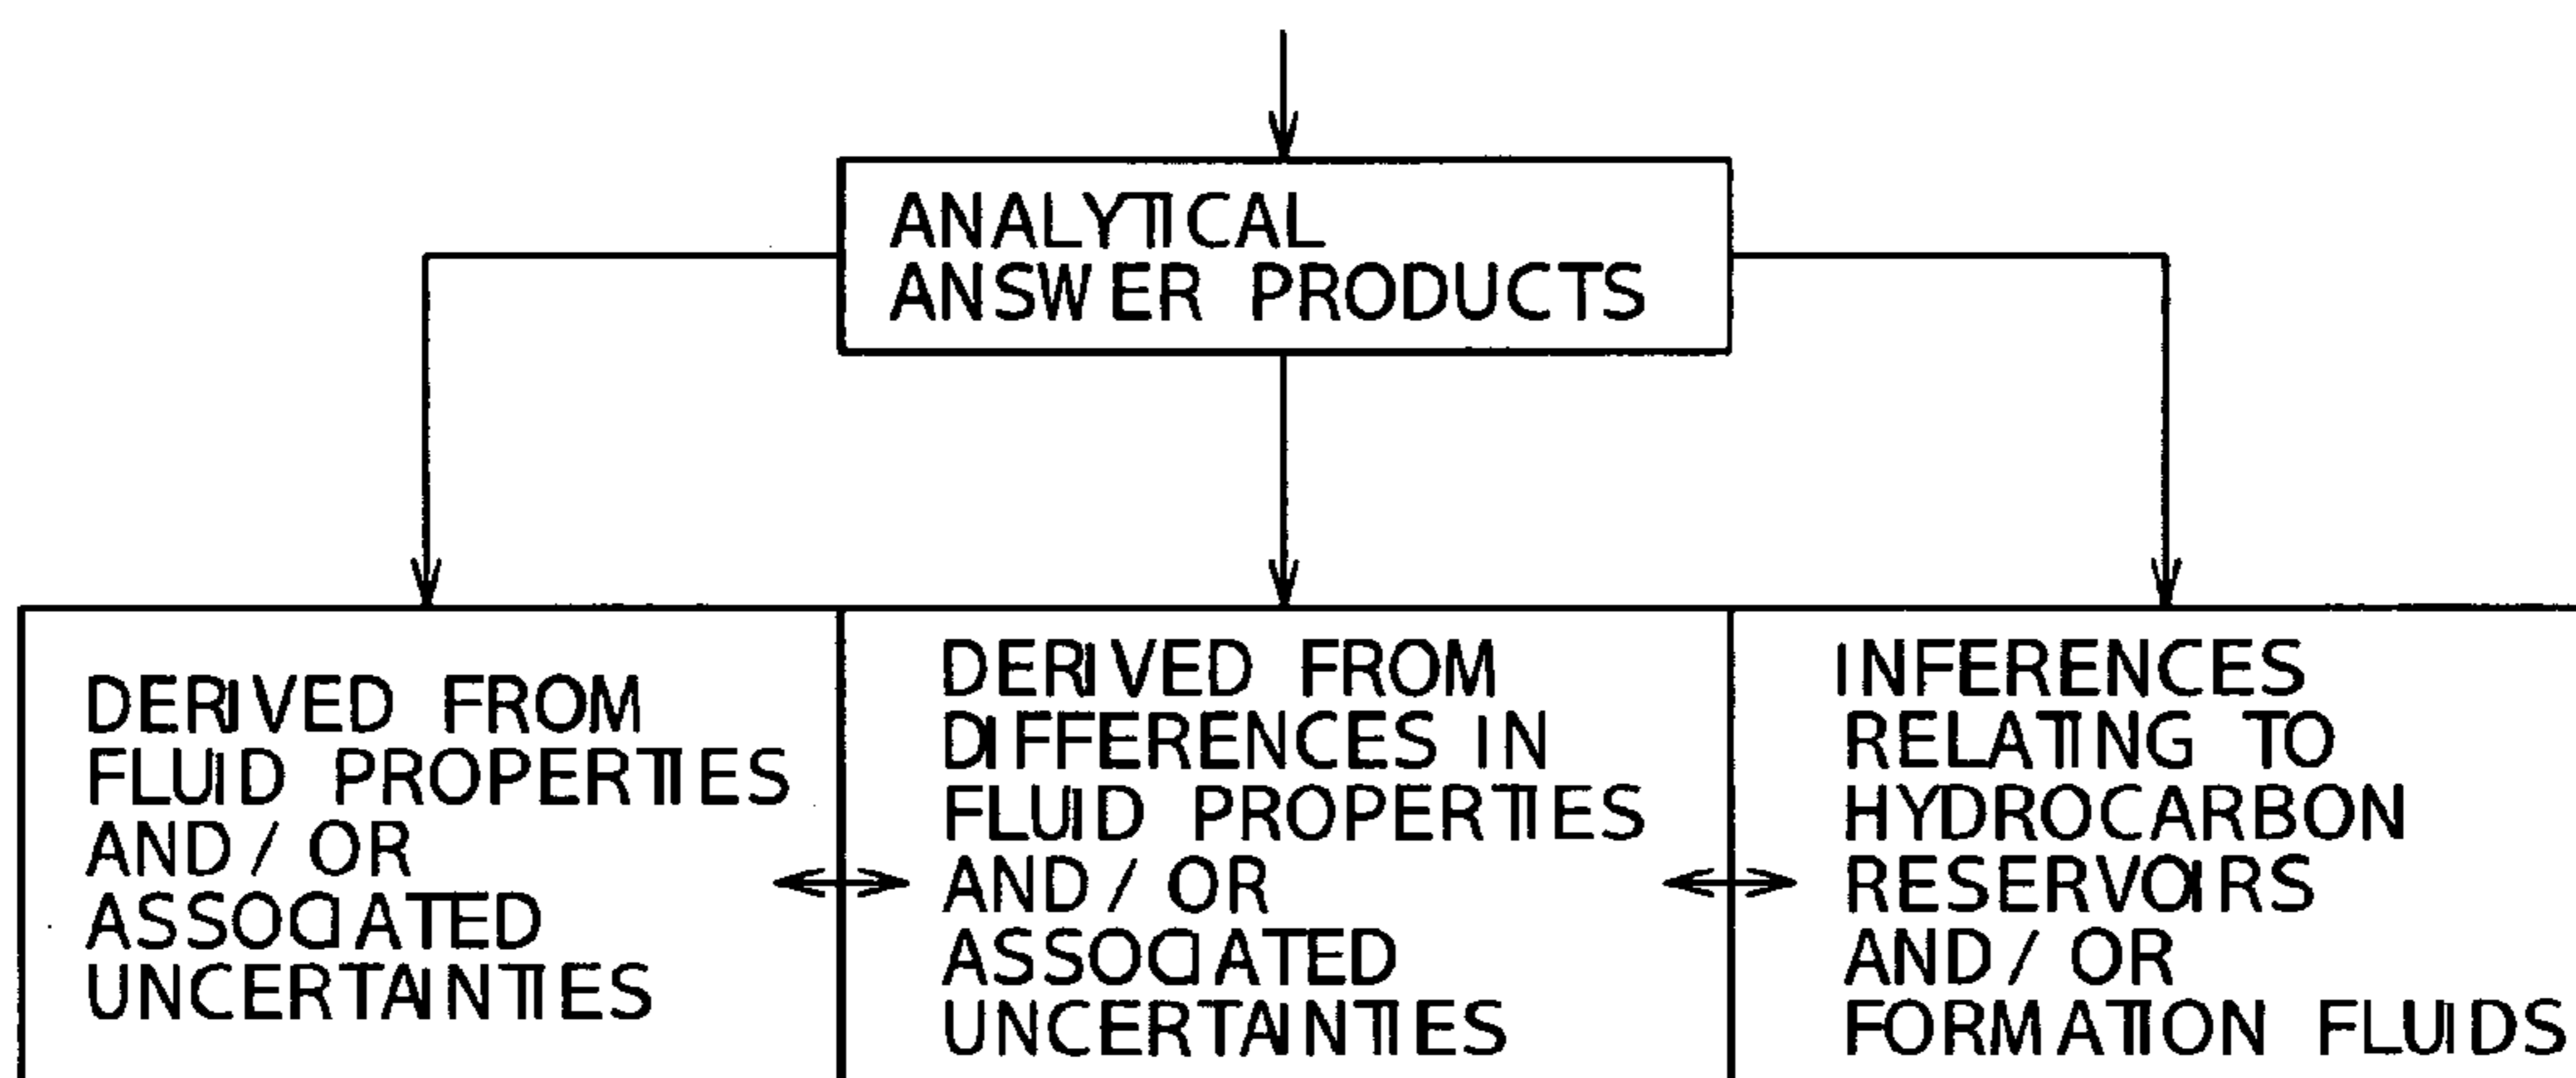 ANALYTICAL
ANSWER PRODUCTS
DERIVED FROM
FLUID PROPERTIES
AND/OR
ASSOCIATED
UNCERTAINTIES
DERIVED FROM
DIFFERENCES IN
FLUID PROPERTIES
AND/OR
ASSOCIATED
UNCERTAINTIES
INFERENCES
RELATING TO
HYDROCARBON
RESERVOIRS
AND/OR
FORMATION FLUIDS